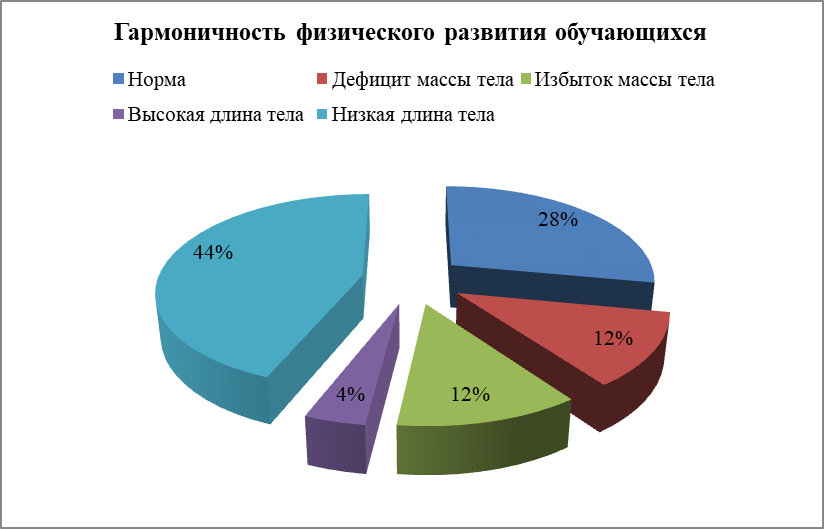 Гармоничность физического развития обучающихся
Норма Дефицит массы тела Избыток массы тела
Высокая длина тела Низкая длина тела
28%
44%
12%
4%
12%